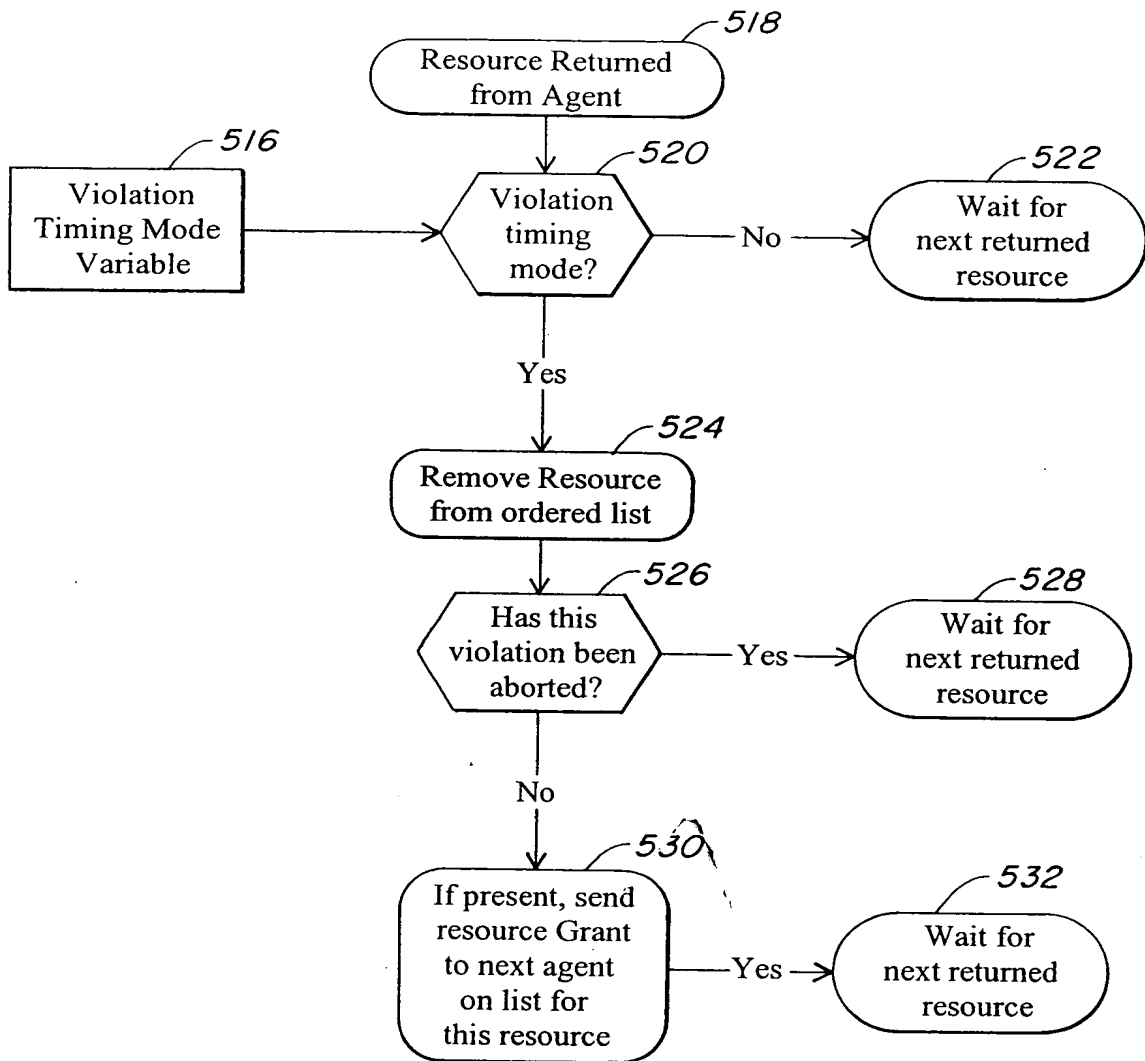 518
Resource Returned
from Agent
516
Violation
Timing Mode
Variable
520
Violation
timing
mode?
No
522
Wait for
next returned
resource
Yes
524
Remove Resource
from ordered list
526
Has this
violation been
aborted?
Yes
528
Wait for
next returned
resource
No
530
If present, send
resource Grant
to next agent
on list for
this resource
Yes
532
Wait for
next returned
resource